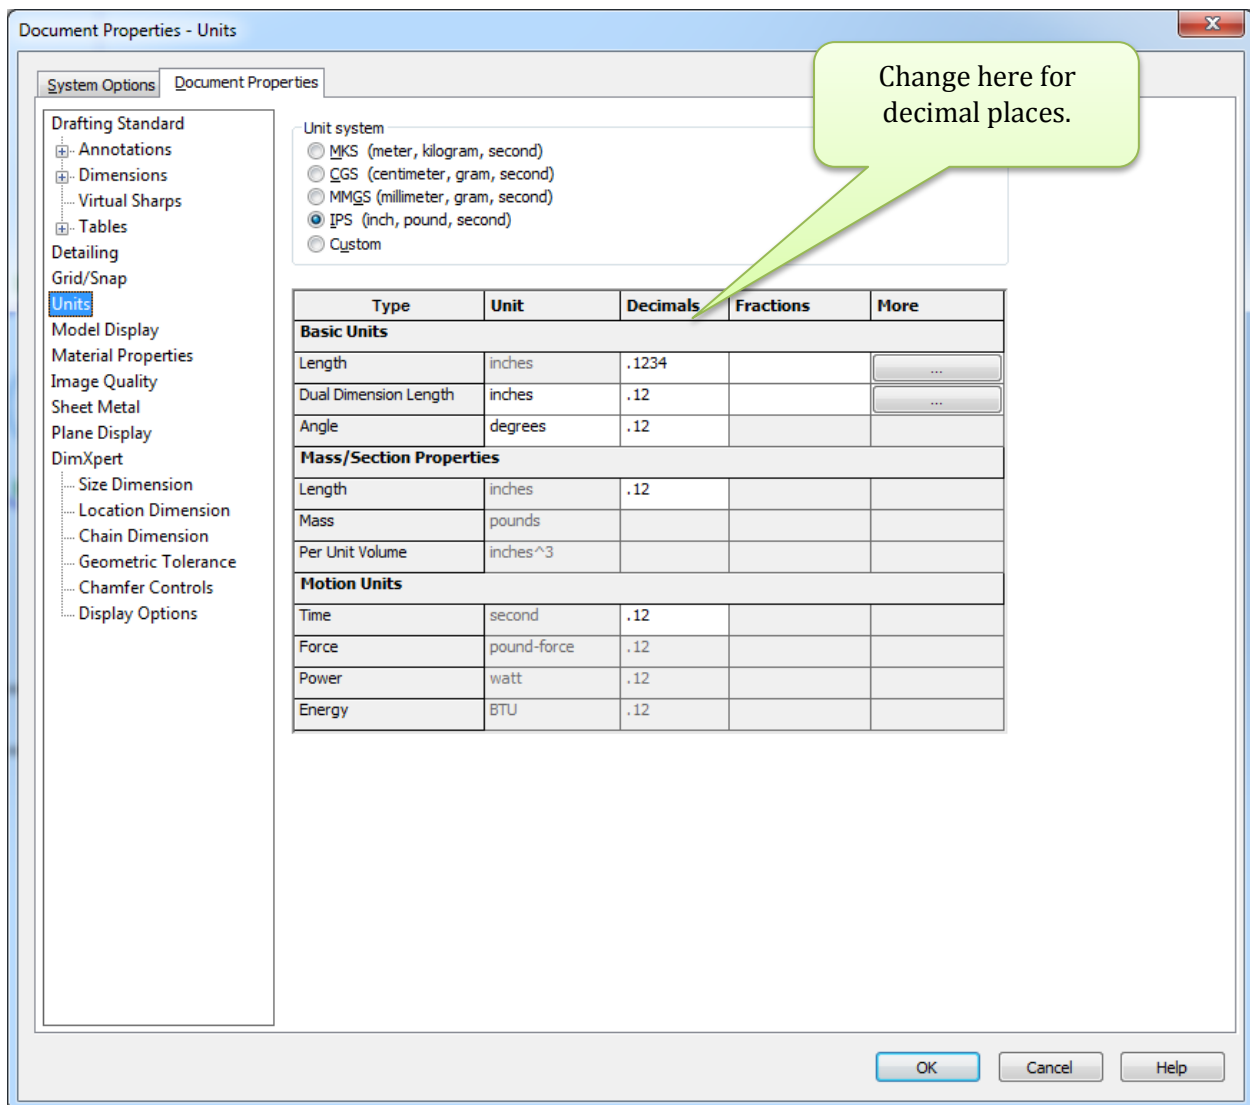 Document Properties - Units
X
Change here for
decimal places.
System Options
Document Properties
Drafting Standard
Annotations
Dimensions
Virtual Sharps
Tables
Detailing
Grid/Snap
Units
Model Display
Material Properties
Image Quality
Sheet Metal
Plane Display
DimXpert
Size Dimension
Location Dimension
Chain Dimension
Geometric Tolerance
Chamfer Controls
Display Options
Unit system
MKS (meter, kilogram, second)
CGS (centimeter, gram, second)
MMGS (millimeter, gram, second)
IPS (inch, pound, second)
Custom
Type Unit Decimals Fractions More
Basic Units
Length inches .1234 ...
Dual Dimension Length inches .12 ...
Angle degrees .12
Mass/Section Properties
Length inches .12
Mass pounds
Per Unit Volume inches^3
Motion Units
Time second .12
Force pound-force .12
Power watt .12
Energy BTU .12
OK Cancel Help